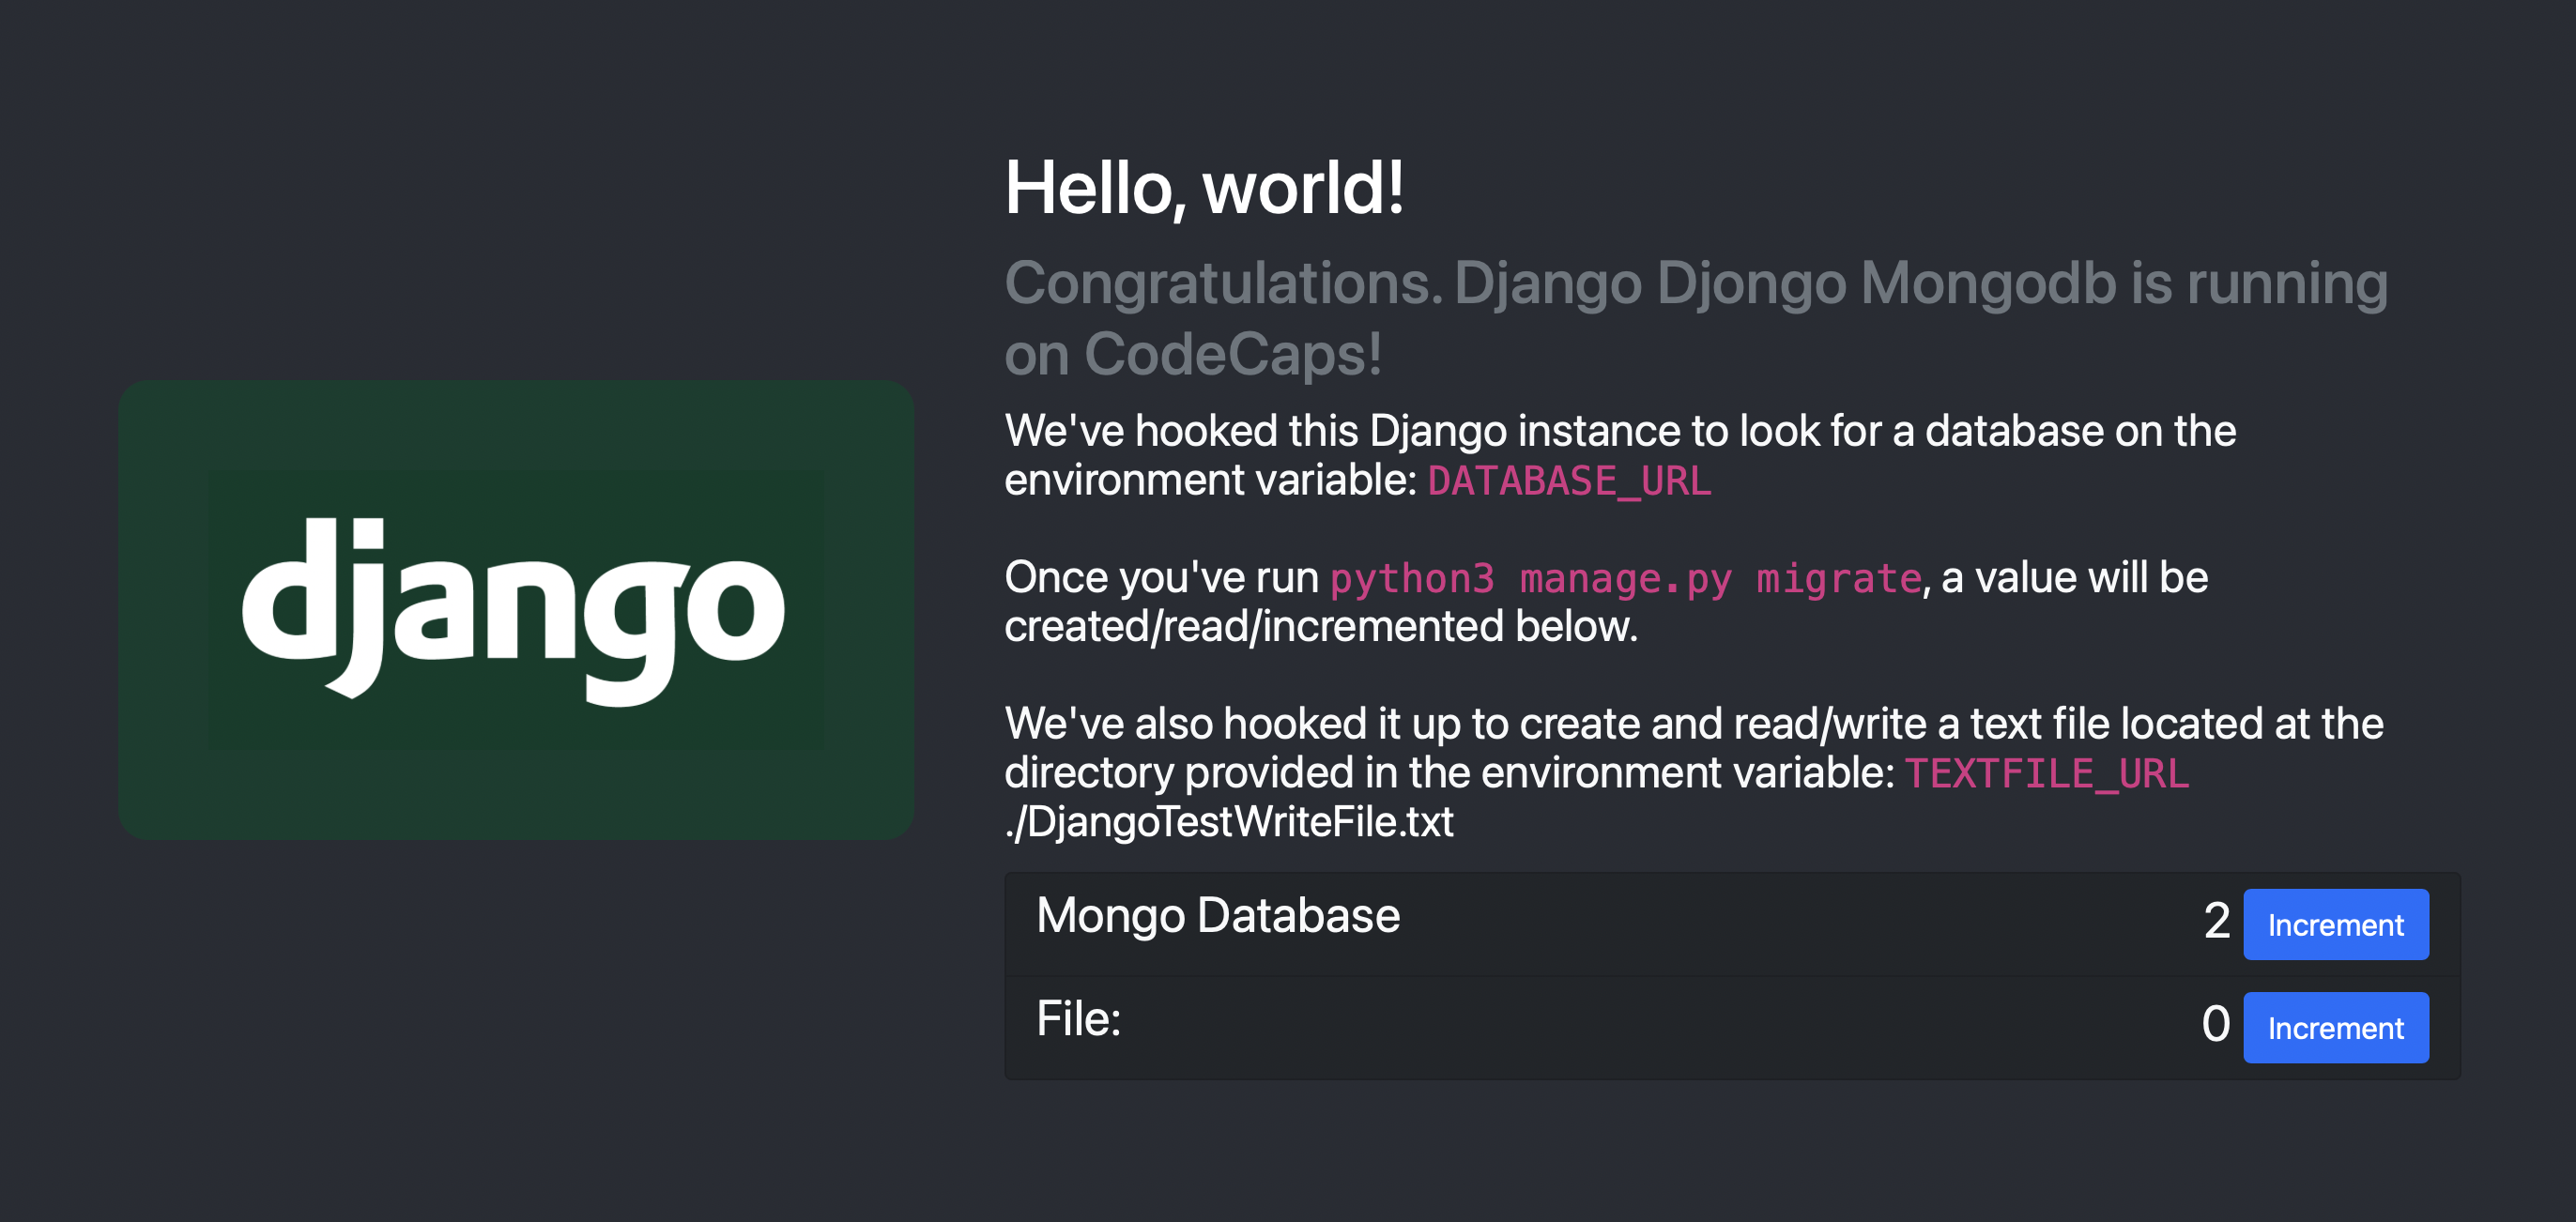 django
Hello, world!
Congratulations. Django Djongo Mongodb is running
on CodeCaps!
We've hooked this Django instance to look for a database on the
environment variable: DATABASE_URL
Once you've run python3 manage.py migrate, a value will be
created/read/incremented below.
We've also hooked it up to create and read/write a text file located at the
directory provided in the environment variable: TEXTFILE_URL
./DjangoTestWriteFile.txt
Mongo Database 2 Increment
File: 0 Increment